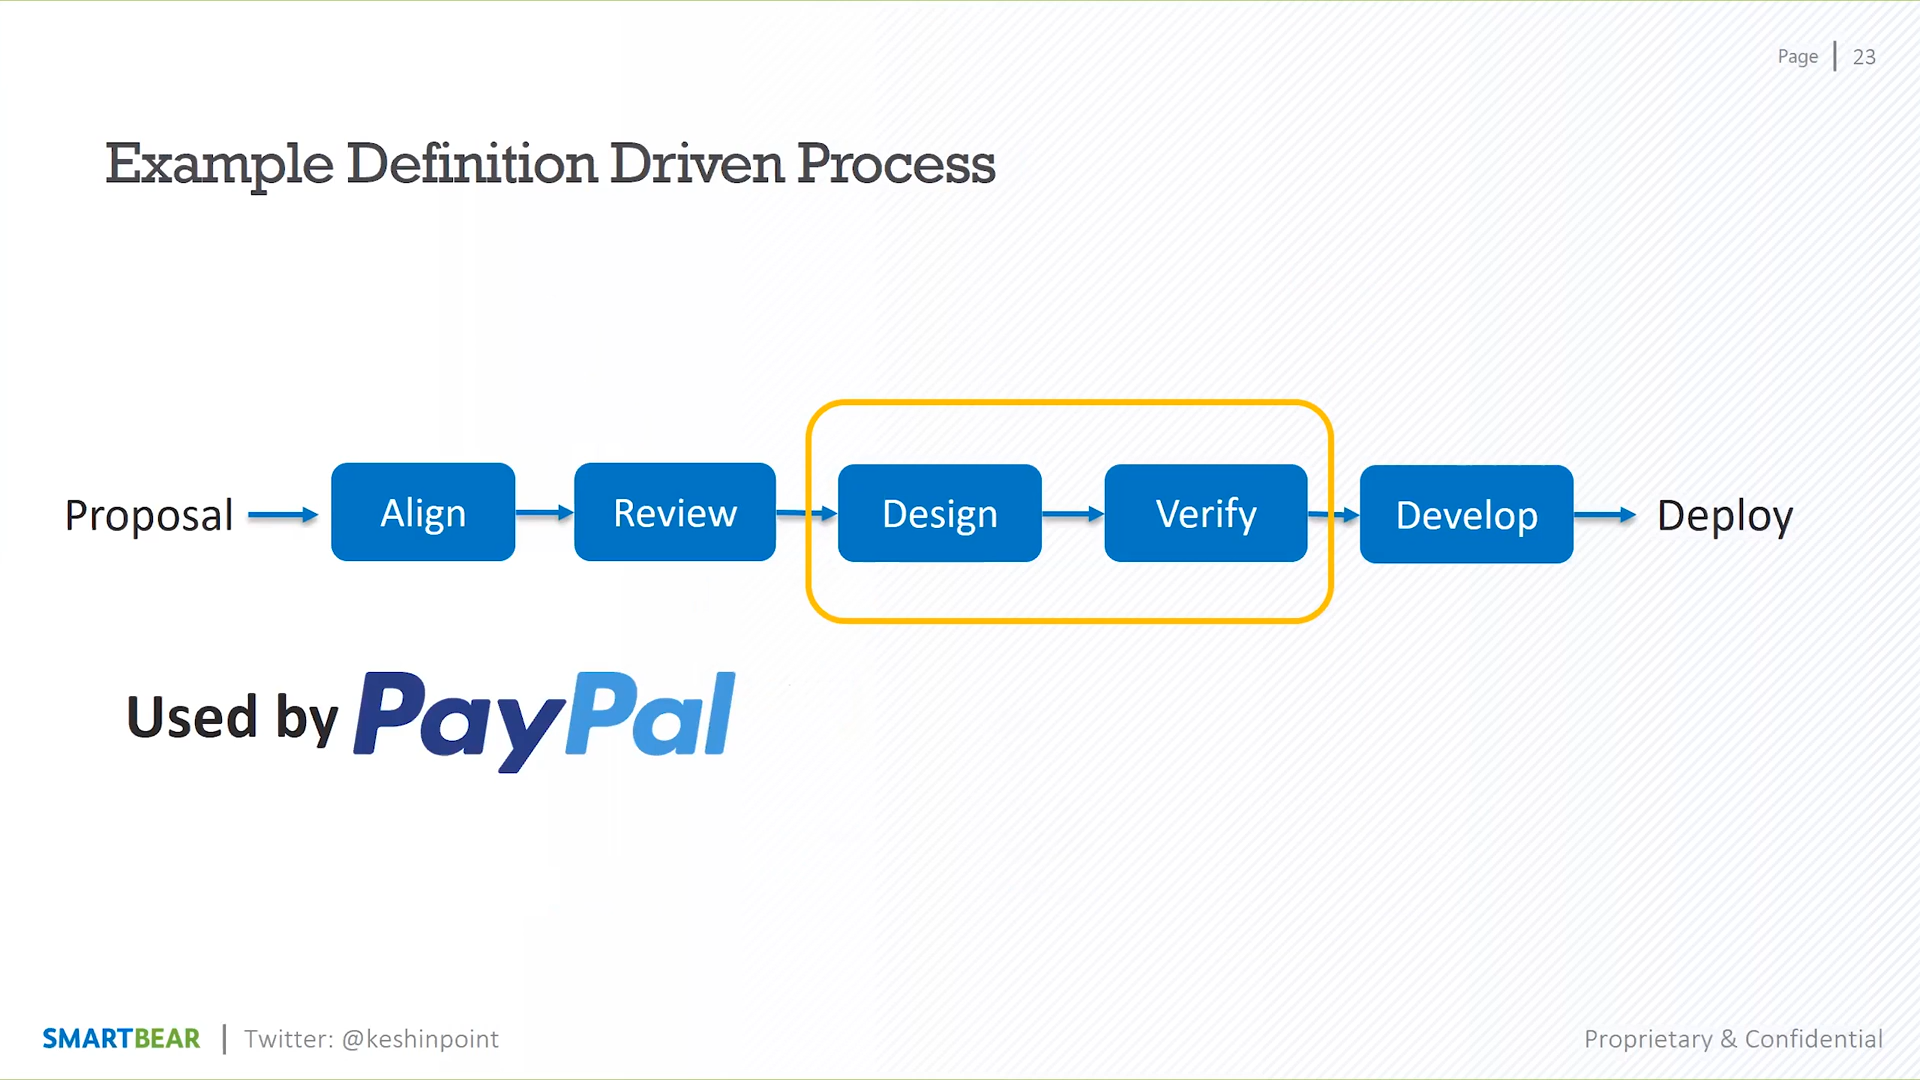 Page | 23
Example Definition Driven Process
Proposal Align Review Design Verify Develop Deploy
Used by PayPal
SMARTBEAR | Twitter: @keshinpoint
Proprietary & Confidential